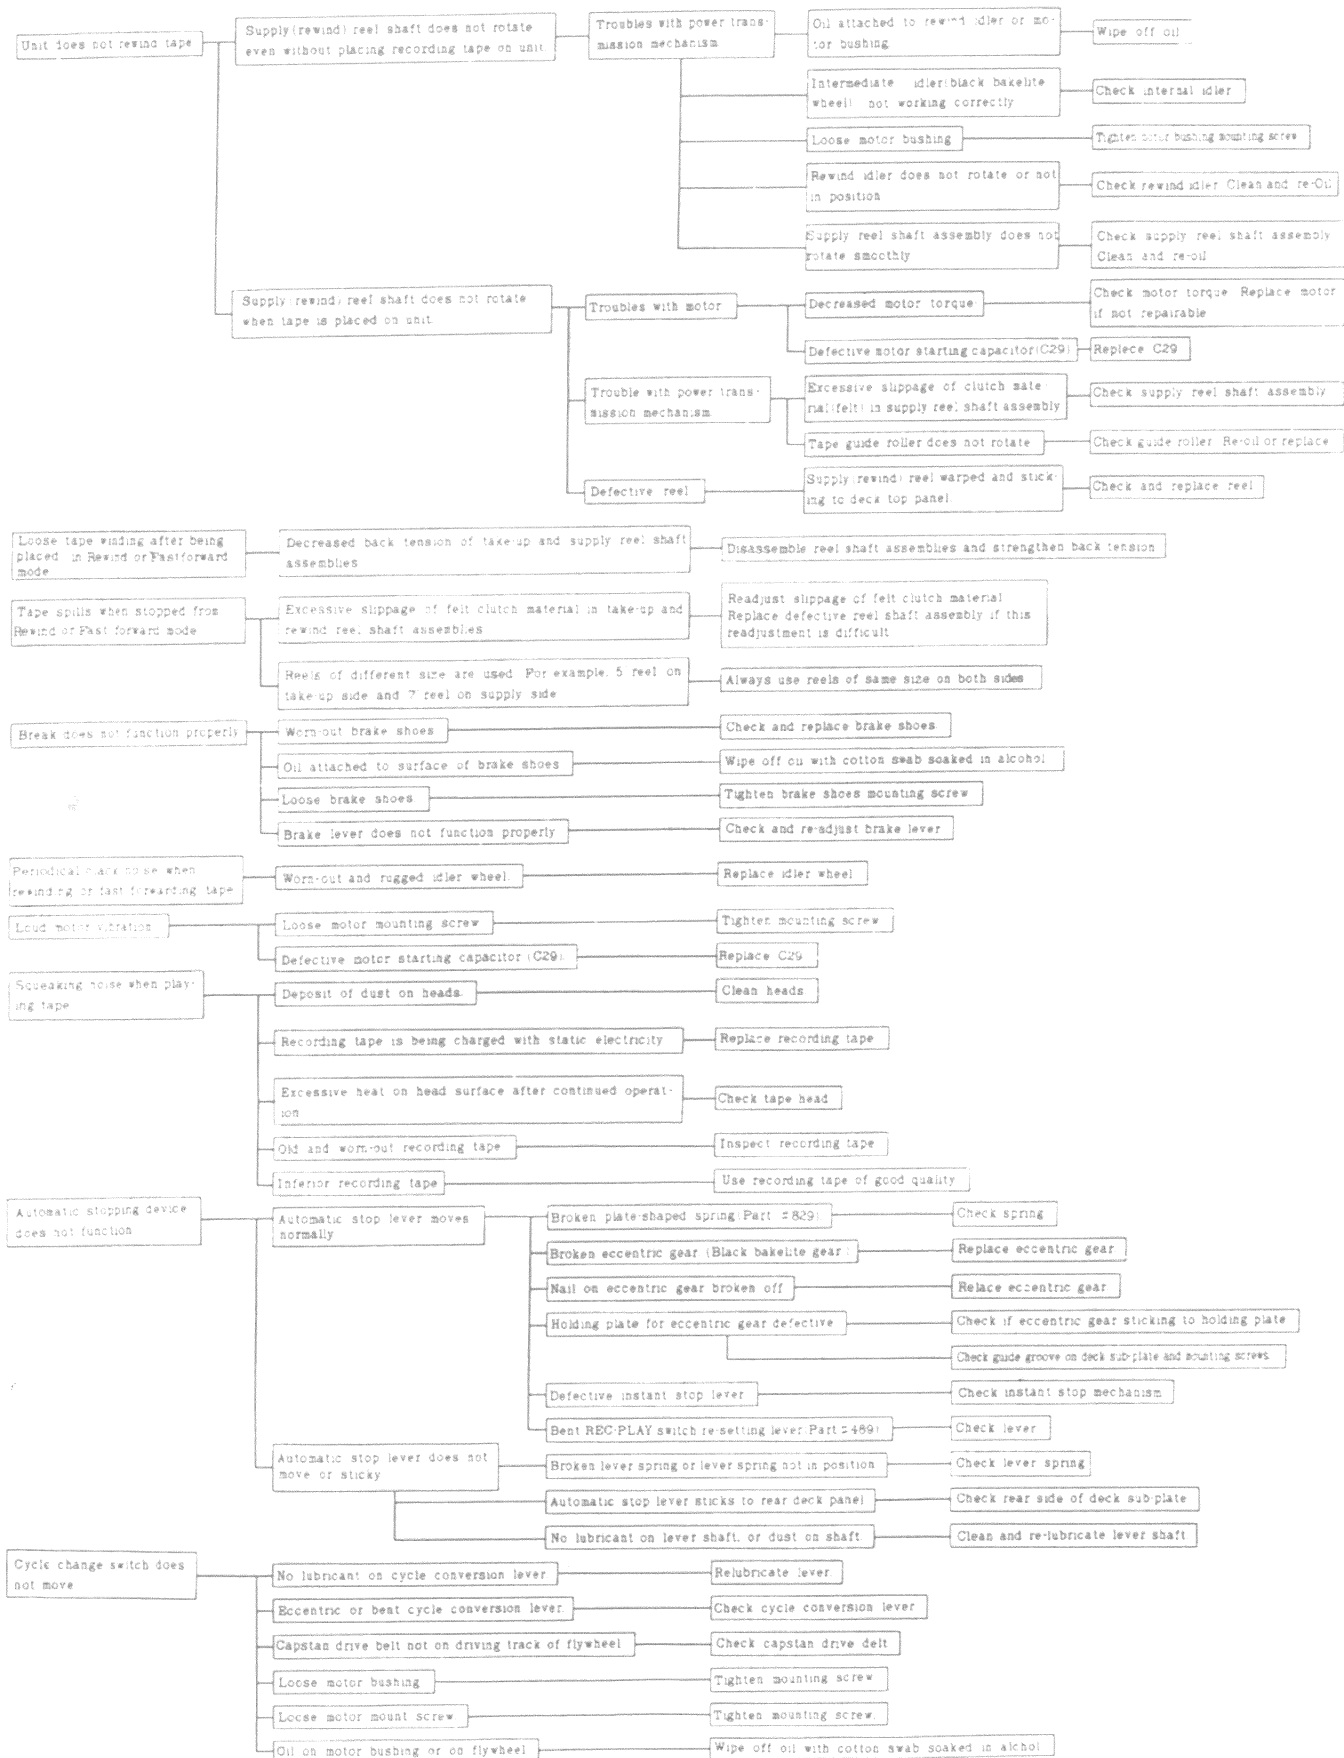 Unit does not rewind tape
Supply (rewind) reel shaft does not rotate
even without placing recording tape on unit.
Troubles with power trans-
mission mechanism
Oil attached to rewind idler or mo-
tor bushing.
Wipe off oil
Intermediate idler(black bakelite
wheel) not working correctly
Check internal idler
Loose motor bushing
Tighten motor bushing mounting screw
Rewind idler does not rotate or not
in position
Check rewind idler Clean and re-Oil
Supply reel shaft assembly does not
rotate smoothly
Check supply reel shaft assembly
Clean and re-oil
Supply (rewind) reel shaft does not rotate
when tape is placed on unit.
Troubles with motor
Decreased motor torque
Check motor torque. Replace motor
if not repairable
Defective motor starting capacitor (C29)
Replece C29
Trouble with power trans-
mission mechanism.
Excessive slippage of clutch mate-
rial(felt) in supply reel shaft assembly
Check supply reel shaft assembly
Tape guide roller does not rotate
Check guide roller Re-oil or replace
Defective reel
Supply (rewind) reel warped and stick-
ing to deck top panel.
Check and replace reel
Loose tape winding after being
placed in Rewind or Fastforward
mode
Decreased back tension of take-up and supply reel shaft
assemblies
Disassemble reel shaft assemblies and strengthen back tension
Tape spills when stopped from
Rewind or Fast forward mode
Excessive slippage of felt clutch material in take-up and
rewind reel shaft assembles
Readjust slippage of felt clutch material
Replace defective reel shaft assembly if this
readjustment is difficult
Reels of different size are used For example, 5 reel on
take-up side and 7 reel on supply side
Always use reels of same size on both sides
Break does not function properly
Worn-out brake shoes
Check and replace brake shoes
Oil attached to surface of brake shoes
Wipe off oil with cotton swab soaked in alcohol
Loose brake shoes
Tighten brake shoes mounting screw
Brake lever does not function properly
Check and re-adjust brake lever
Periodical noise when
rewinding or fast forwarding tape
Worn-out and rugged idler wheel.
Replace idler wheel
Loud motor vibration
Loose motor mounting screw
Tighten mounting screw
Defective motor starting capacitor (C29).
Replace C29
Squeaking noise when play-
ing tape
Deposit of dust on heads.
Clean heads
Recording tape is being charged with static electricity
Replace recording tape
Excessive heat on head surface after continued operat-
ion
Check tape head
Old and worn-out recording tape
Inspect recording tape
Inferior recording tape
Use recording tape of good quality
Automatic stopping device
does not function
Automatic stop lever moves
normally
Broken plate-shaped spring (Part #829)
Check spring
Broken eccentric gear (Black bakelite gear)
Replace eccentric gear
Nail on eccentric gear broken off
Relace eccentric gear
Holding plate for eccentric gear defective
Check if eccentric gear sticking to holding plate
Check guide groove on deck sub-plate and mounting screws.
Defective instant stop lever
Check instant stop mechanism
Bent REC-PLAY switch re-setting lever(Part #489)
Check lever
Automatic stop lever does not
move or sticky
Broken lever spring or lever spring not in position
Check lever spring
Automatic stop lever sticks to rear deck panel
Check rear side of deck sub-plate
No lubricant on lever shaft, or dust on shaft.
Clean and re-lubricate lever shaft
Cycle change switch does
not move
No lubricant on cycle conversion lever
Relubricate lever
Eccentric or bent cycle conversion lever.
Check cycle conversion lever
Capstan drive belt not on driving track of flywheel
Check capstan drive delt
Loose motor bushing
Tighten mounting screw
Loose motor mount screw
Tighten mounting screw.
Oil on motor bushing or on flywheel
Wipe off oil with cotton swab soaked in alchol